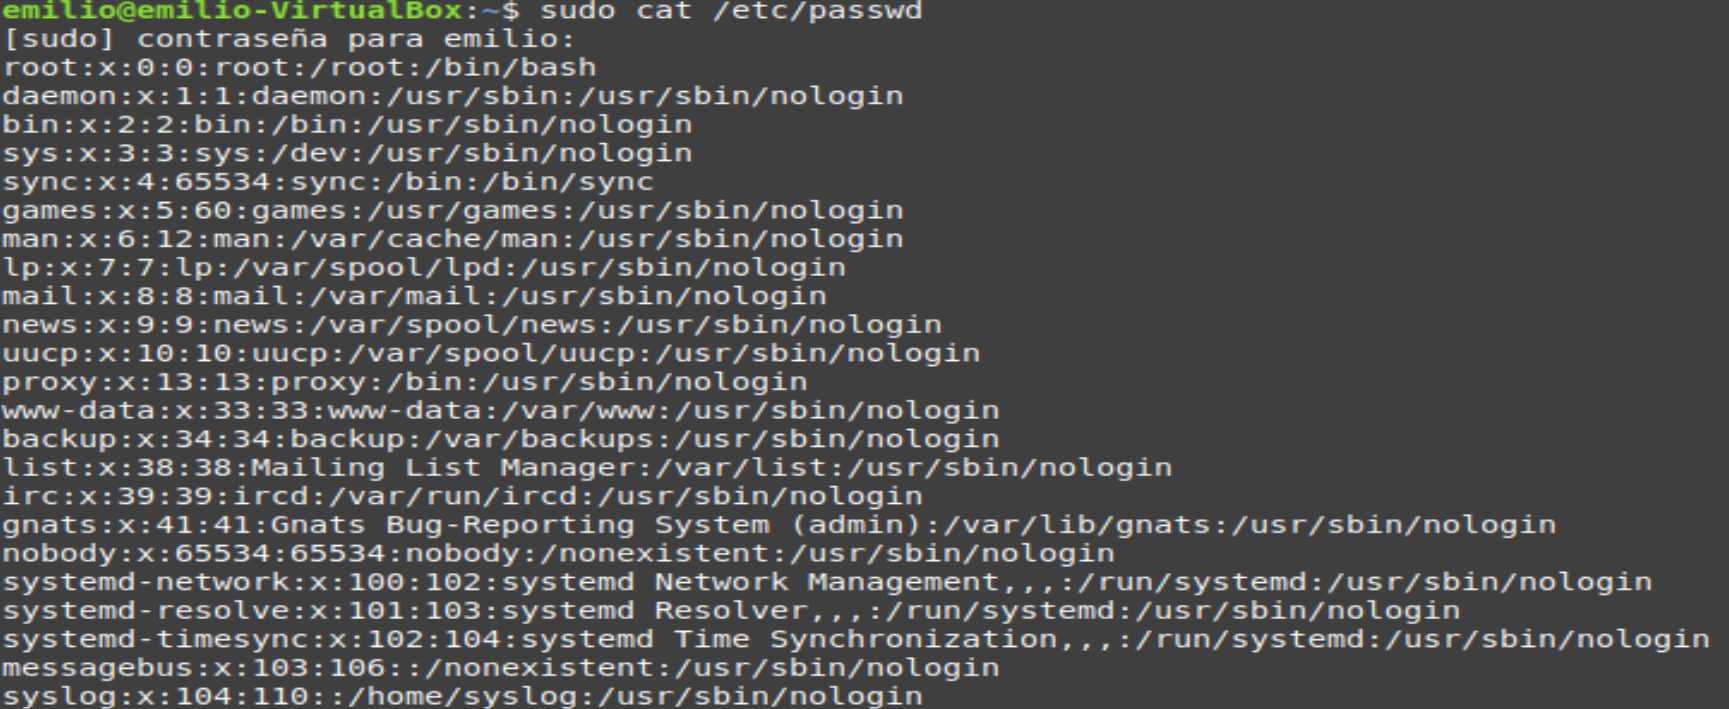 emilio@emilio-VirtualBox:~$ sudo cat /etc/passwd
[sudo] contraseña para emilio:
root:x:0:0:root:/root:/bin/bash
daemon:x:1:1:daemon:/usr/sbin:/usr/sbin/nologin
bin:x:2:2:bin:/bin:/usr/sbin/nologin
sys:x:3:3:sys:/dev:/usr/sbin/nologin
sync:x:4:65534:sync:/bin:/bin/sync
games:x:5:60:games:/usr/games:/usr/sbin/nologin
man:x:6:12:man:/var/cache/man:/usr/sbin/nologin
lp:x:7:7:lp:/var/spool/lpd:/usr/sbin/nologin
mail:x:8:8:mail:/var/mail:/usr/sbin/nologin
news:x:9:9:news:/var/spool/news:/usr/sbin/nologin
uucp:x:10:10:uucp:/var/spool/uucp:/usr/sbin/nologin
proxy:x:13:13:proxy:/bin:/usr/sbin/nologin
www-data:x:33:33:www-data:/var/www:/usr/sbin/nologin
backup:x:34:34:backup:/var/backups:/usr/sbin/nologin
list:x:38:38:Mailing List Manager:/var/list:/usr/sbin/nologin
irc:x:39:39:ircd:/var/run/ircd:/usr/sbin/nologin
gnats:x:41:41:Gnats Bug-Reporting System (admin):/var/lib/gnats:/usr/sbin/nologin
nobody:x:65534:65534:nobody:/nonexistent:/usr/sbin/nologin
systemd-network:x:100:102:systemd Network Management,,,:/run/systemd:/usr/sbin/nologin
systemd-resolve:x:101:103:systemd Resolver,,,:/run/systemd:/usr/sbin/nologin
systemd-timesync:x:102:104:systemd Time Synchronization,,,:/run/systemd:/usr/sbin/nologin
messagebus:x:103:106::/nonexistent:/usr/sbin/nologin
syslog:x:104:110::/home/syslog:/usr/sbin/nologin